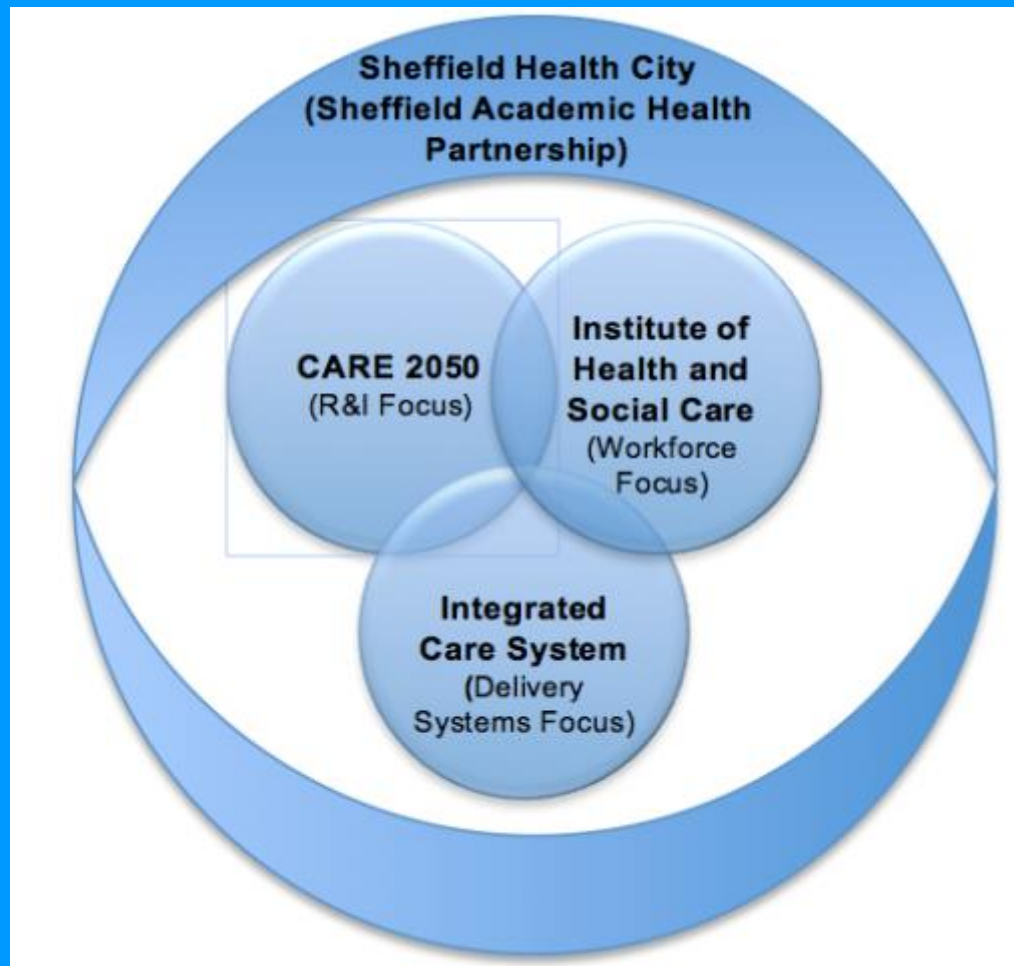 Sheffield Health City
(Sheffield Academic Health
Partnership)
CARE 2050
(R&I Focus)
Institute of
Health and
Social Care
(Workforce
Focus)
Integrated
Care System
(Delivery
Systems Focus)